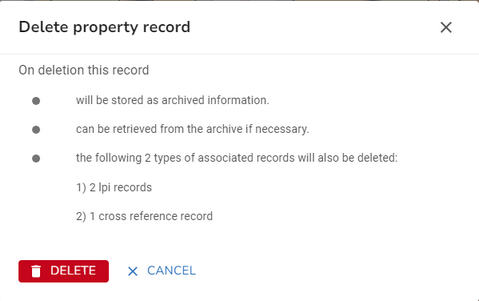 Delete property record
On deletion this record
will be stored as archived information.
can be retrieved from the archive if necessary.
the following 2 types of associated records will also be deleted:
1) 2 lpi records
2) 1 cross reference record
DELETE
CANCEL